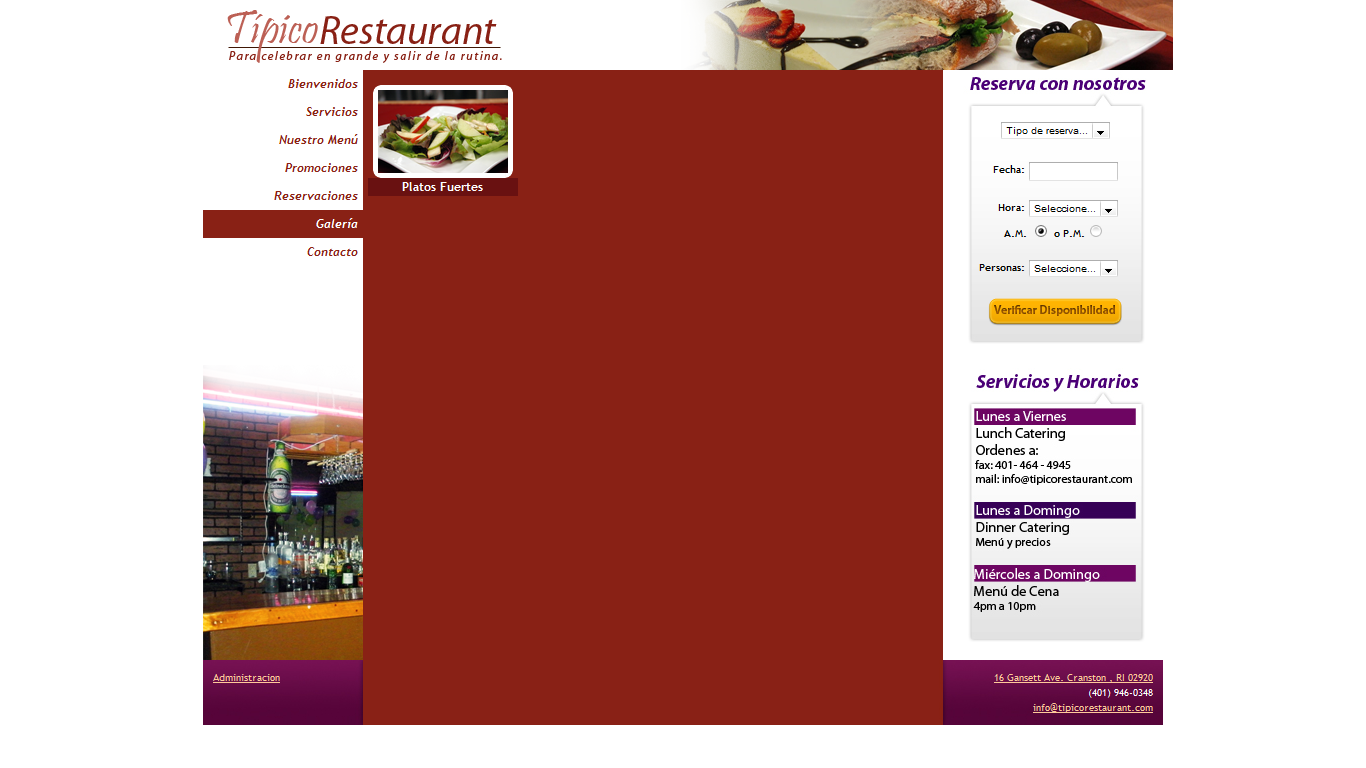 TípicoRestaurant
Para celebrar en grande y salir de la rutina.
Bienvenidos
Servicios
Nuestro Menú
Promociones
Reservaciones
Galería
Contacto
Platos Fuertes
Reserva con nosotros
Tipo de reserva...
Fecha:
Hora: Seleccione...
A.M. o P.M.
Personas: Seleccione...
Verificar Disponibilidad
Servicios y Horarios
Lunes a Viernes
Lunch Catering
Ordenes a:
fax: 401- 464 - 4945
mail: info@tipicorestaurant.com
Lunes a Domingo
Dinner Catering
Menú y precios
Miércoles a Domingo
Menú de Cena
4pm a 10pm
Administracion
16 Gansett Ave. Cranston , RI 02920
(401) 946-0348
info@tipicorestaurant.com